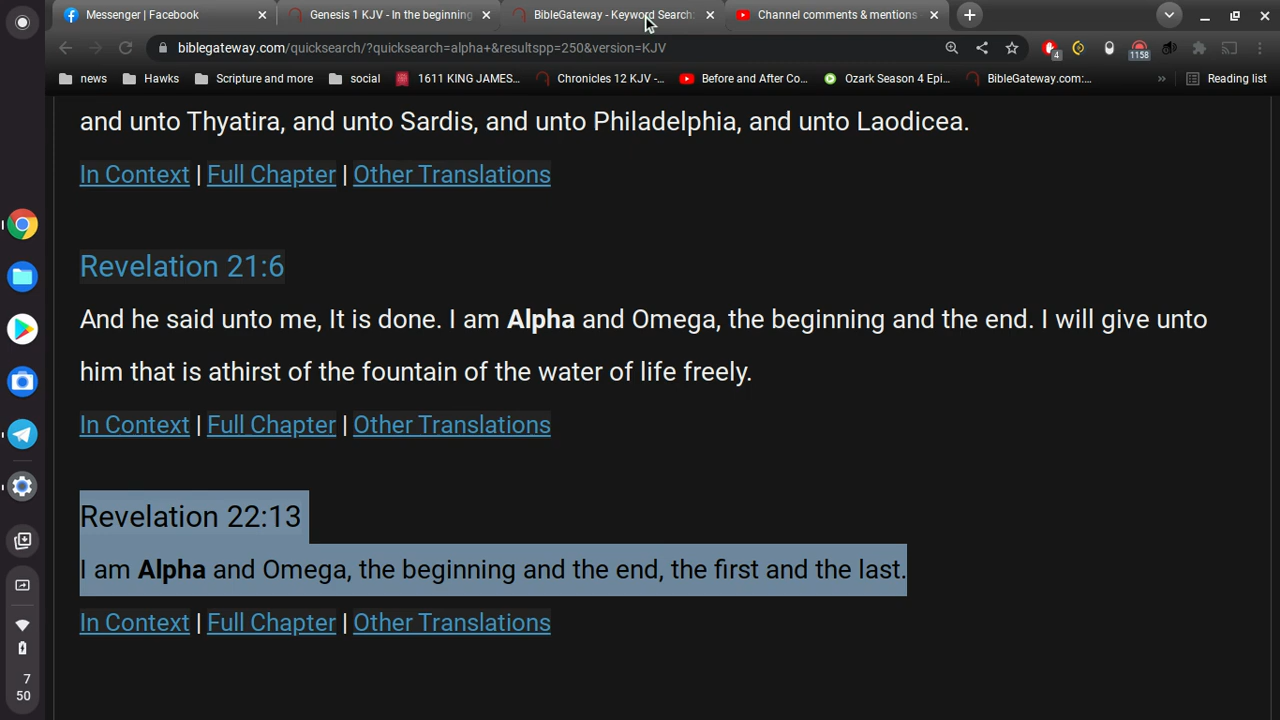 Messenger | Facebook
Genesis 1 KJV - In the beginning
BibleGateway - Keyword Search:
Channel comments & mentions
biblegateway.com/quicksearch/?quicksearch=alpha+&resultspp=250&version=KJV
4
1158
news
Hawks
Scripture and more
social
1611 KING JAMES...
Chronicles 12 KJV -...
Before and After Co...
Ozark Season 4 Epi...
BibleGateway.com:...
»
Reading list
and unto Thyatira, and unto Sardis, and unto Philadelphia, and unto Laodicea.
In Context | Full Chapter | Other Translations
Revelation 21:6
And he said unto me, It is done. I am Alpha and Omega, the beginning and the end. I will give unto
him that is athirst of the fountain of the water of life freely.
In Context | Full Chapter | Other Translations
Revelation 22:13
I am Alpha and Omega, the beginning and the end, the first and the last.
In Context | Full Chapter | Other Translations
7
50